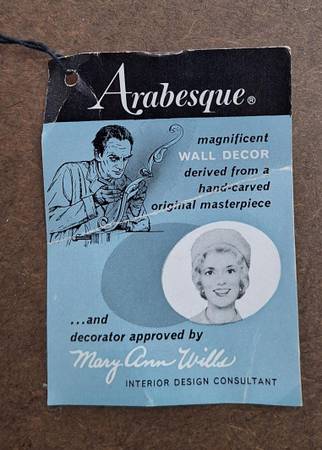 Arabesque®
magnificent
WALL DECOR
derived from a
hand-carved
original masterpiece
...and
decorator approved by
Mary Ann Wills
INTERIOR DESIGN CONSULTANT